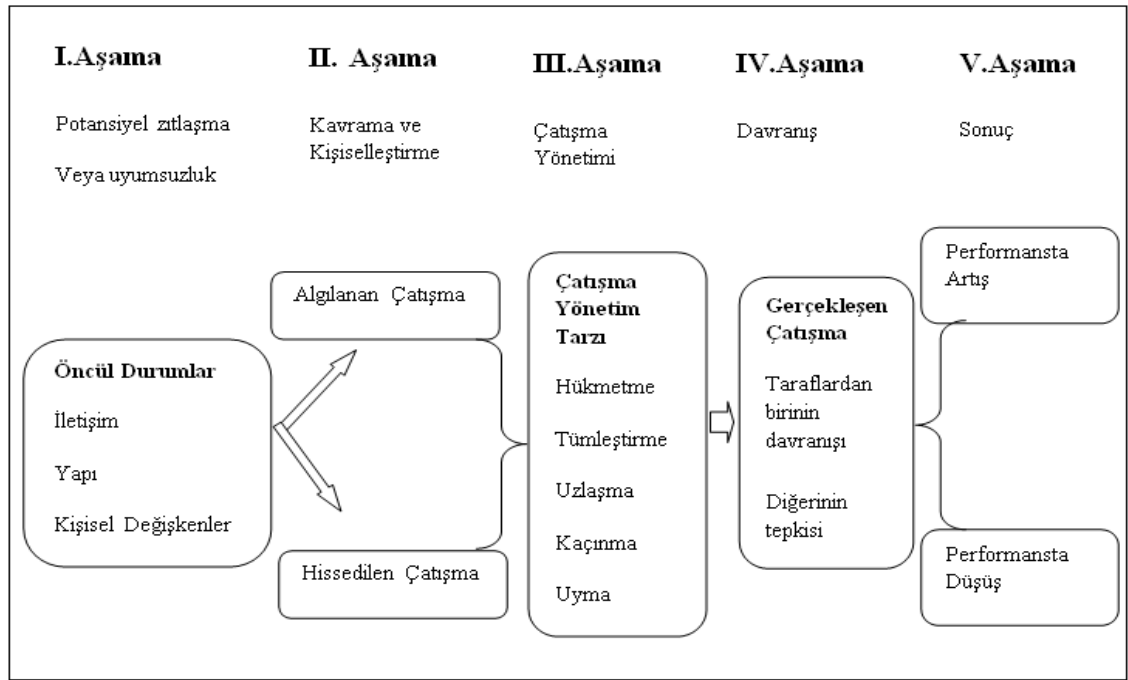 I.Aşama
Potansiyel zıtlaşma
Veya uyumsuzluk
II. Aşama
Kavrama ve
Kişiselleştirme
III.Aşama
Çatışma
Yönetimi
IV.Aşama
Davranış
V.Aşama
Sonuç
Öncül Durumlar
İletişim
Yapı
Kişisel Değişkenler
Algılanan Çatışma
Hissedilen Çatışma
Çatışma
Yönetim
Tarzı
Hükmetme
Tümleştirme
Uzlaşma
Kaçınma
Uyma
Gerçekleşen
Çatışma
Taraflardan
birinin
davranışı
Diğerinin
tepkisi
Performansta
Artış
Performansta
Düşüş